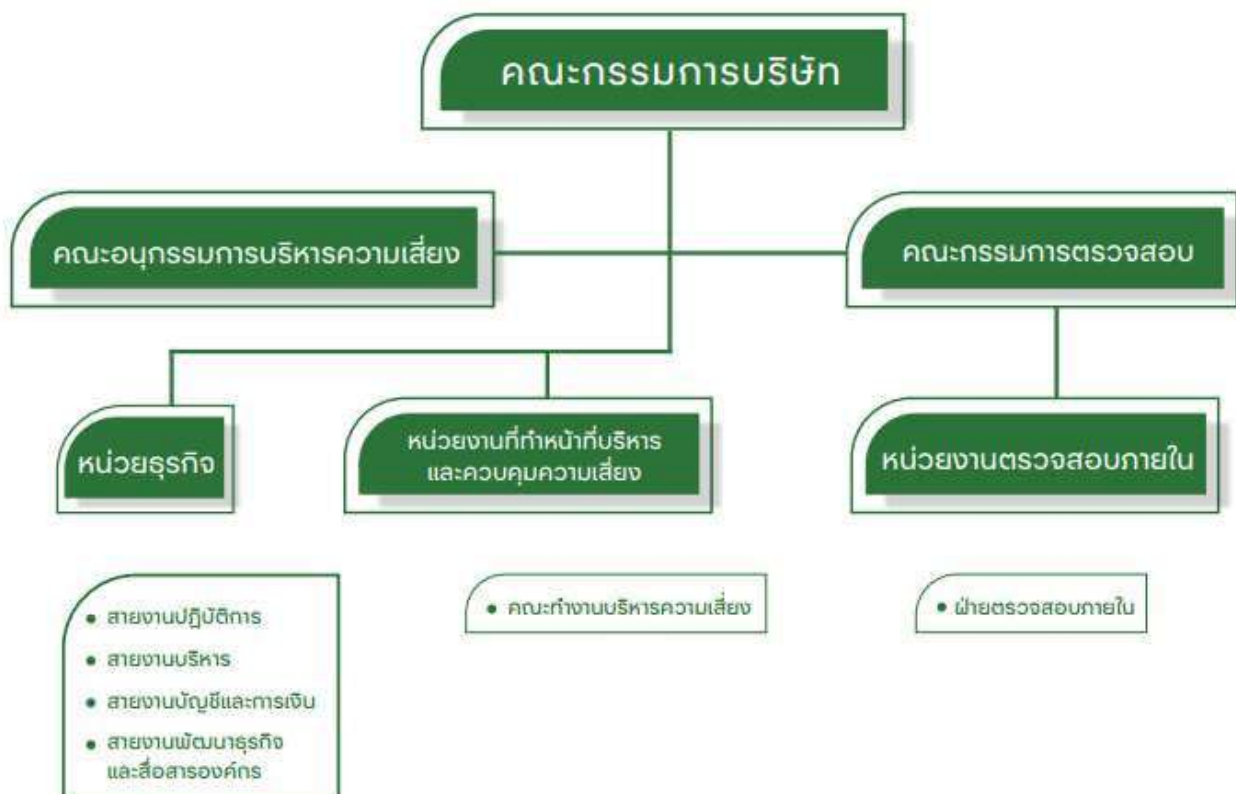 คณะกรรมการบริษัท
คณะอนุกรรมการบริหารความเสี่ยง
คณะกรรมการตรวจสอบ
หน่วยธุรกิจ
หน่วยงานที่ทำหน้าที่บริหาร
และควบคุมความเสี่ยง
หน่วยงานตรวจสอบภายใน
• สายงานปฏิบัติการ
• สายงานบริหาร
• สายงานบัญชีและการเงิน
• สายงานพัฒนาธุรกิจ
และสื่อสารองค์กร
• คณะทำงานบริหารความเสี่ยง
• ฝ่ายตรวจสอบภายใน